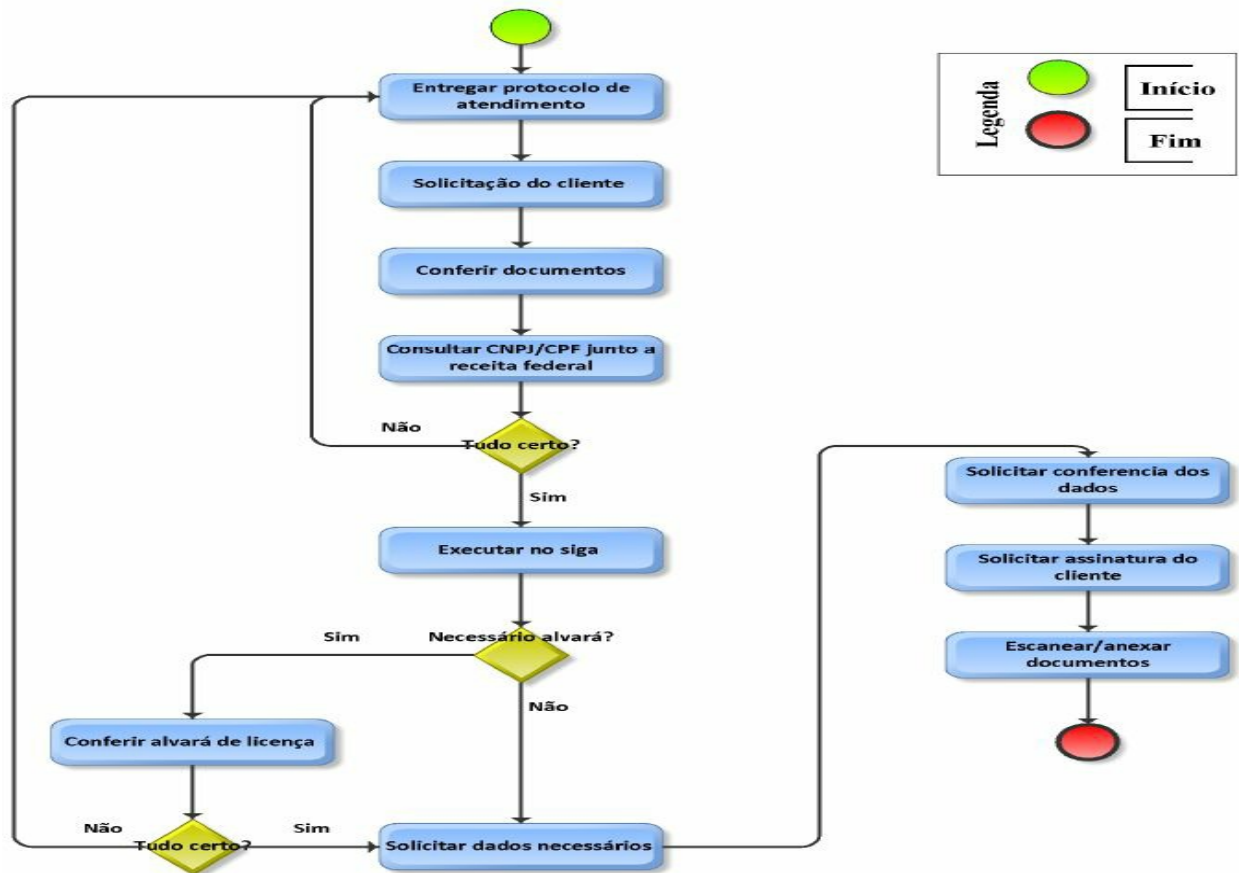 Entregar protocolo de
atendimento
Solicitação do cliente
Conferir documentos
Consultar CNPJ/CPF junto a
receita federal
Não
Tudo certo?
Sim
Executar no siga
Sim
Necessário alvará?
Não
Conferir alvará de licença
Não
Tudo certo?
Sim
Solicitar dados necessários
Solicitar conferencia dos
dados
Solicitar assinatura do
cliente
Escanear/anexar
documentos
Legenda
Início
Fim